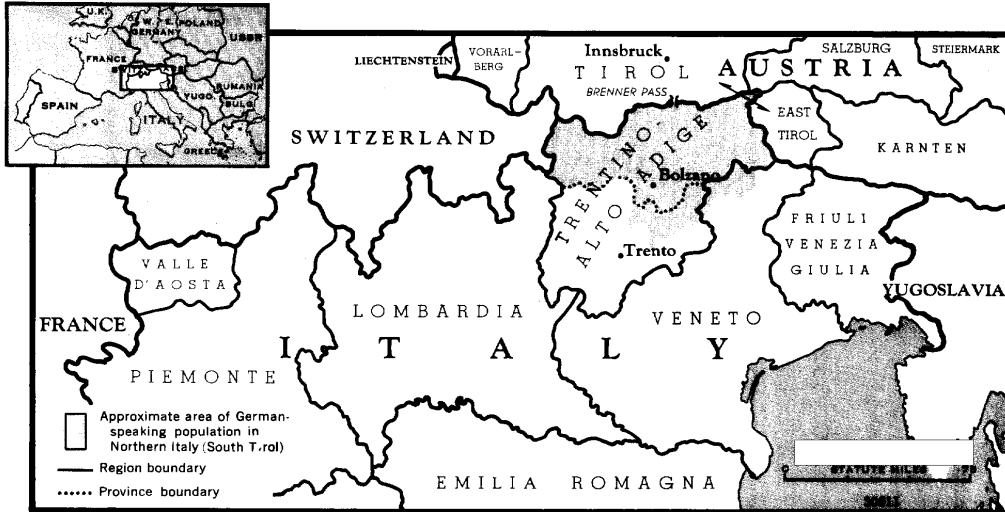 U.K.
W.
E.
GERMANY
POLAND
USSR
FRANCE
RUMANIA
YUGO.
BULG.
SPAIN
ITALY
GREECE
LIECHTENSTEIN
VORARL-
BERG
Innsbruck
TIROL
BRENNER PASS
AUSTRIA
SALZBURG
STEIERMARK
EAST
TIROL
KARNTEN
SWITZERLAND
TRENTINO-
ALTO ADIGE
Bolzano
Trento
FRIULI
VENEZIA
GIULIA
YUGOSLAVIA
VALLE
D'AOSTA
FRANCE
LOMBARDIA
VENETO
ITALY
PIEMONTE
EMILIA ROMAGNA
Approximate area of German-
speaking population in
Northern Italy (South Tirol)
Region boundary
Province boundary
0 STATUTE MILES 75